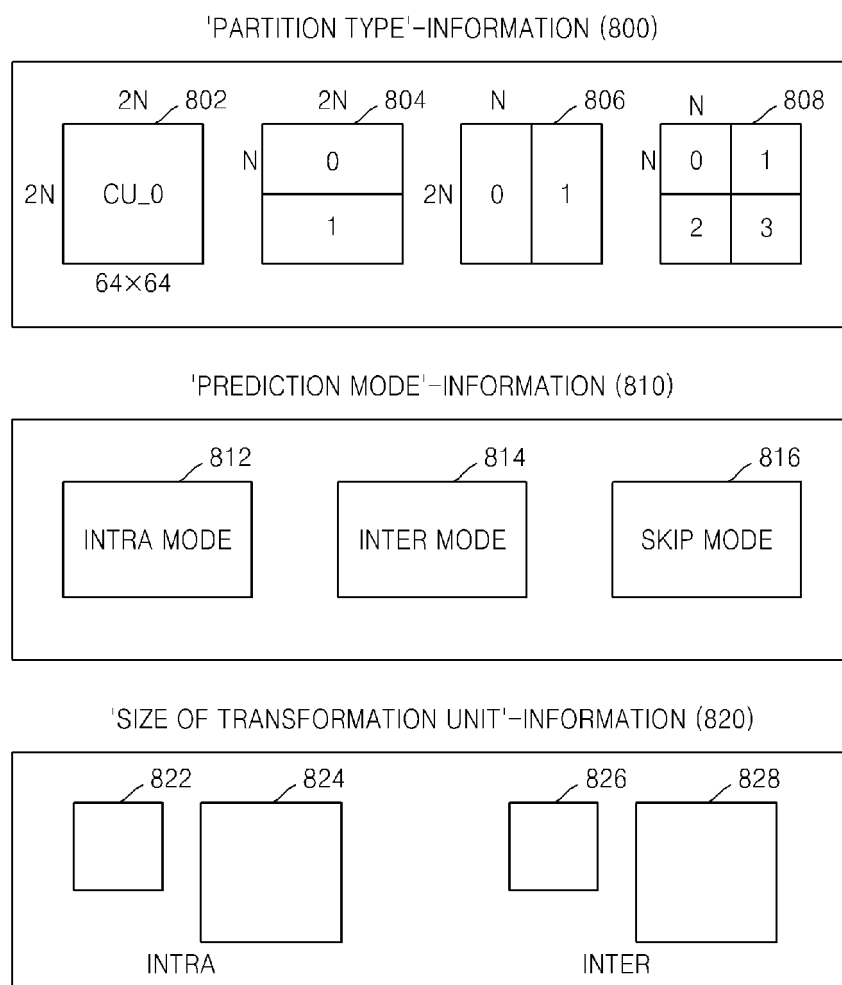 'PARTITION TYPE'-INFORMATION (800)
2N 802 2N 804 N 806 N 808
2N CU_0 N 0 1 2N 0 1 N 0 1 2 3
64×64
'PREDICTION MODE'-INFORMATION (810)
812 814 816
INTRA MODE INTER MODE SKIP MODE
'SIZE OF TRANSFORMATION UNIT'-INFORMATION (820)
822 824 826 828
INTRA INTER